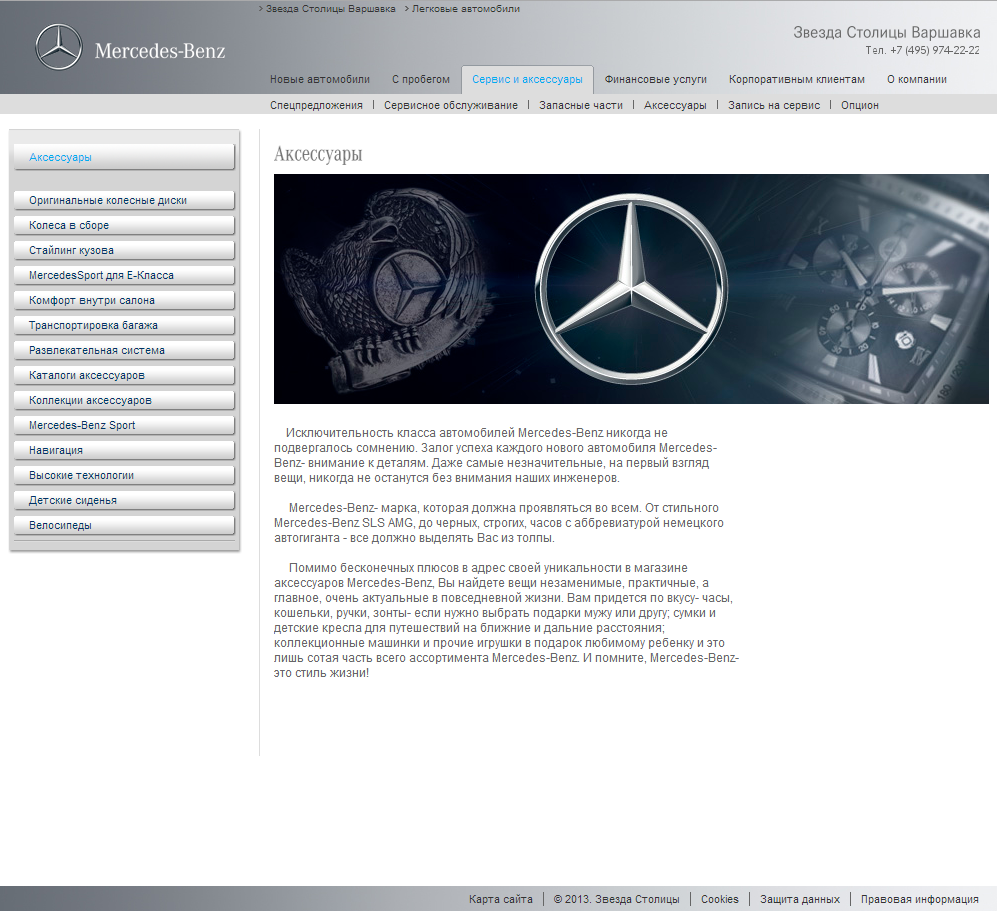 > Звезда Столицы Варшавка > Легковые автомобили
Mercedes-Benz
Звезда Столицы Варшавка
Тел. +7 (495) 974-22-22
Новые автомобили С пробегом Сервис и аксессуары Финансовые услуги Корпоративным клиентам О компании
Спецпредложения | Сервисное обслуживание | Запасные части | Аксессуары | Запись на сервис | Опцион
Аксессуары
Оригинальные колесные диски
Колеса в сборе
Стайлинг кузова
MercedesSport для E-Класса
Комфорт внутри салона
Транспортировка багажа
Развлекательная система
Каталоги аксессуаров
Коллекции аксессуаров
Mercedes-Benz Sport
Навигация
Высокие технологии
Детские сиденья
Велосипеды
Аксессуары
Исключительность класса автомобилей Mercedes-Benz никогда не
подвергалось сомнению. Залог успеха каждого нового автомобиля Mercedes-
Benz- внимание к деталям. Даже самые незначительные, на первый взгляд
вещи, никогда не останутся без внимания наших инженеров.
Mercedes-Benz- марка, которая должна проявляться во всем. От стильного
Mercedes-Benz SLS AMG, до черных, строгих, часов с аббревиатурой немецкого
автогиганта - все должно выделять Вас из толпы.
Помимо бесконечных плюсов в адрес своей уникальности в магазине
аксессуаров Mercedes-Benz, Вы найдете вещи незаменимые, практичные, а
главное, очень актуальные в повседневной жизни. Вам придется по вкусу- часы,
кошельки, ручки, зонты- если нужно выбрать подарки мужу или другу; сумки и
детские кресла для путешествий на ближние и дальние расстояния;
коллекционные машинки и прочие игрушки в подарок любимому ребенку и это
лишь сотая часть всего ассортимента Mercedes-Benz. И помните, Mercedes-Benz-
это стиль жизни!
Карта сайта | © 2013. Звезда Столицы | Cookies | Защита данных | Правовая информация